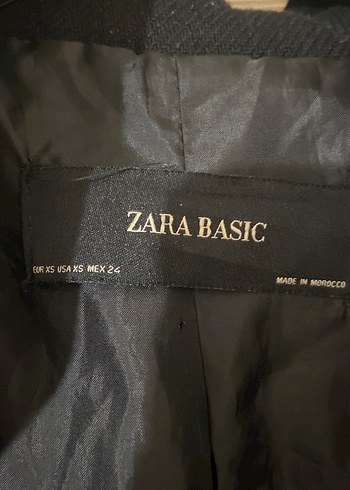 ZARA BASIC
EUR XS USA XS MEX 24
MADE IN MOROCCO